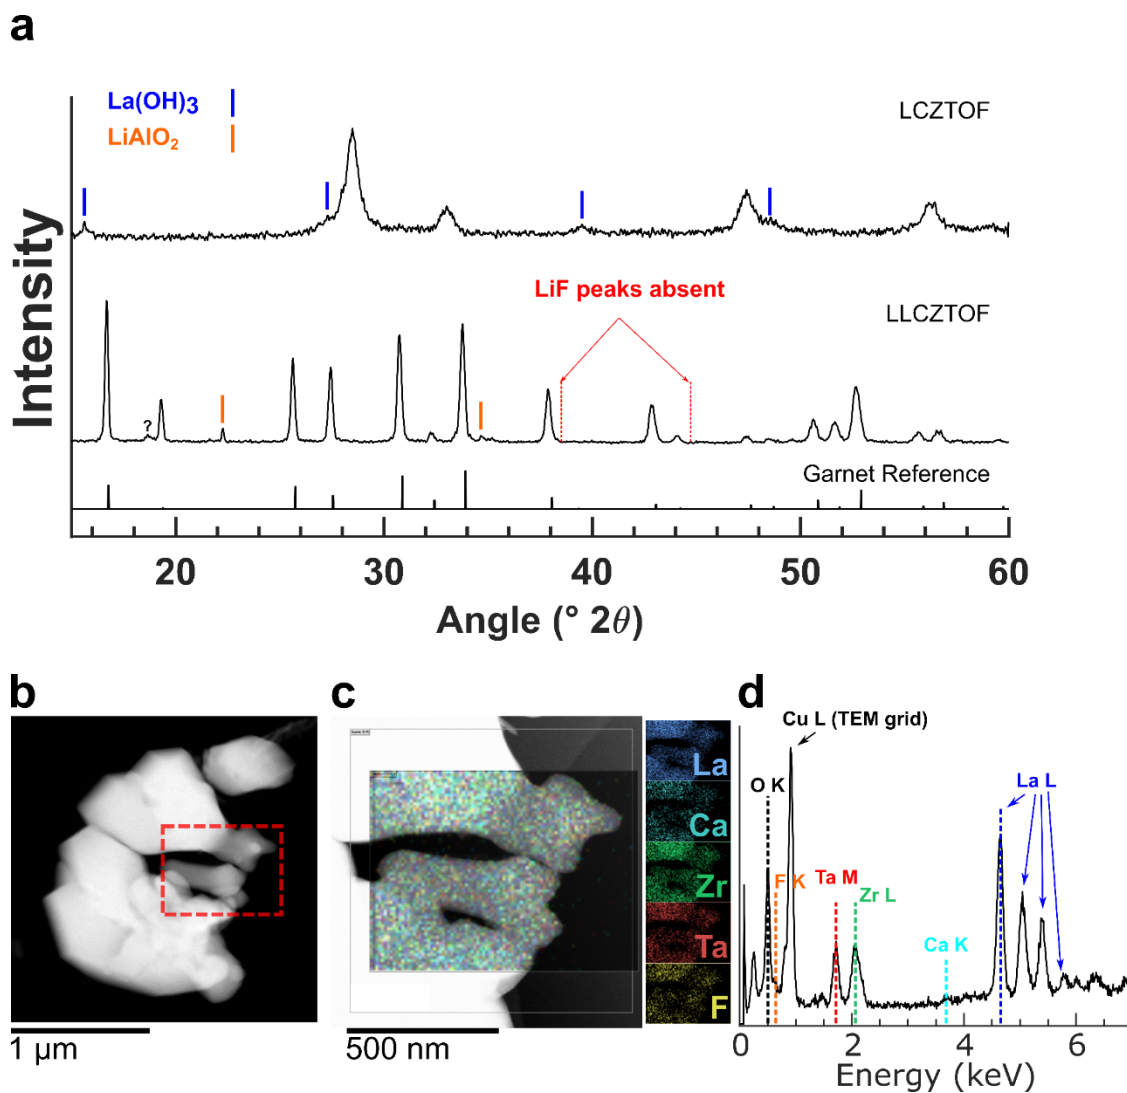 a
La(OH)3
LiAlO2
LCZTOF
LiF peaks absent
LLCZTOF
?
Garnet Reference
Intensity
20 30 40 50 60
Angle (° 2θ)
b
1 µm
c
500 nm
La
Ca
Zr
Ta
F
d
Cu L (TEM grid)
O K
La L
F K
Ta M
Zr L
Ca K
0 2 4 6
Energy (keV)